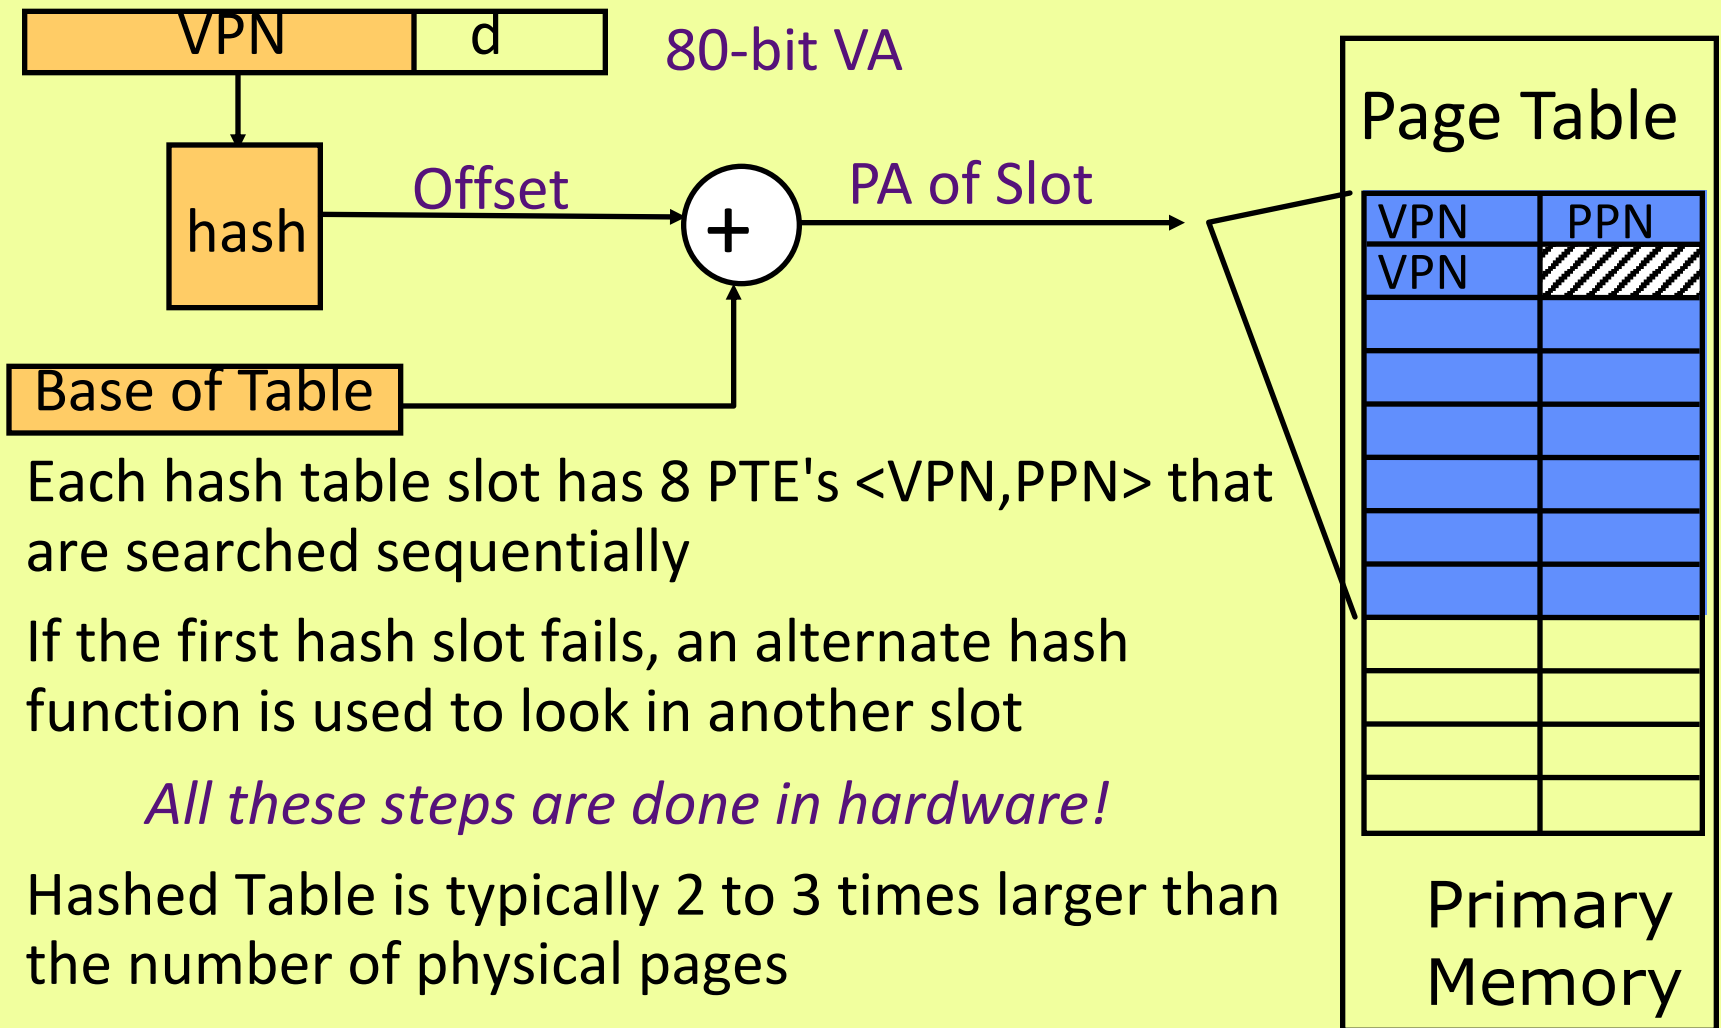 VPN d
80-bit VA
hash
Offset
+
PA of Slot
Base of Table
Page Table
VPN PPN
VPN
Each hash table slot has 8 PTE's <VPN,PPN> that
are searched sequentially
If the first hash slot fails, an alternate hash
function is used to look in another slot
All these steps are done in hardware!
Hashed Table is typically 2 to 3 times larger than
the number of physical pages
Primary
Memory